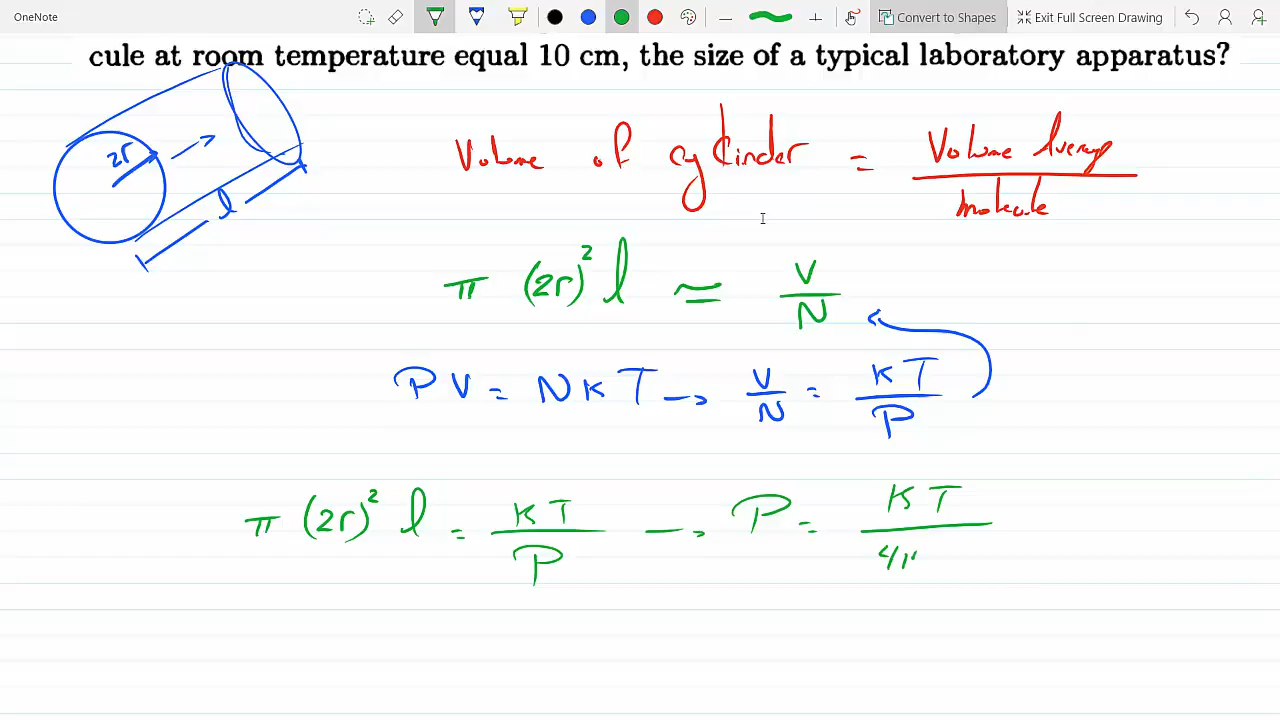 OneNote
Convert to Shapes
Exit Full Screen Drawing
cule at room temperature equal 10 cm, the size of a typical laboratory apparatus?
2r
l
Volume of cylinder = Volume Average / molecule
π (2r)² l ≃ V / N
PV = NKT → V / N = KT / P
π (2r)² l = KT / P → P = KT / 4π